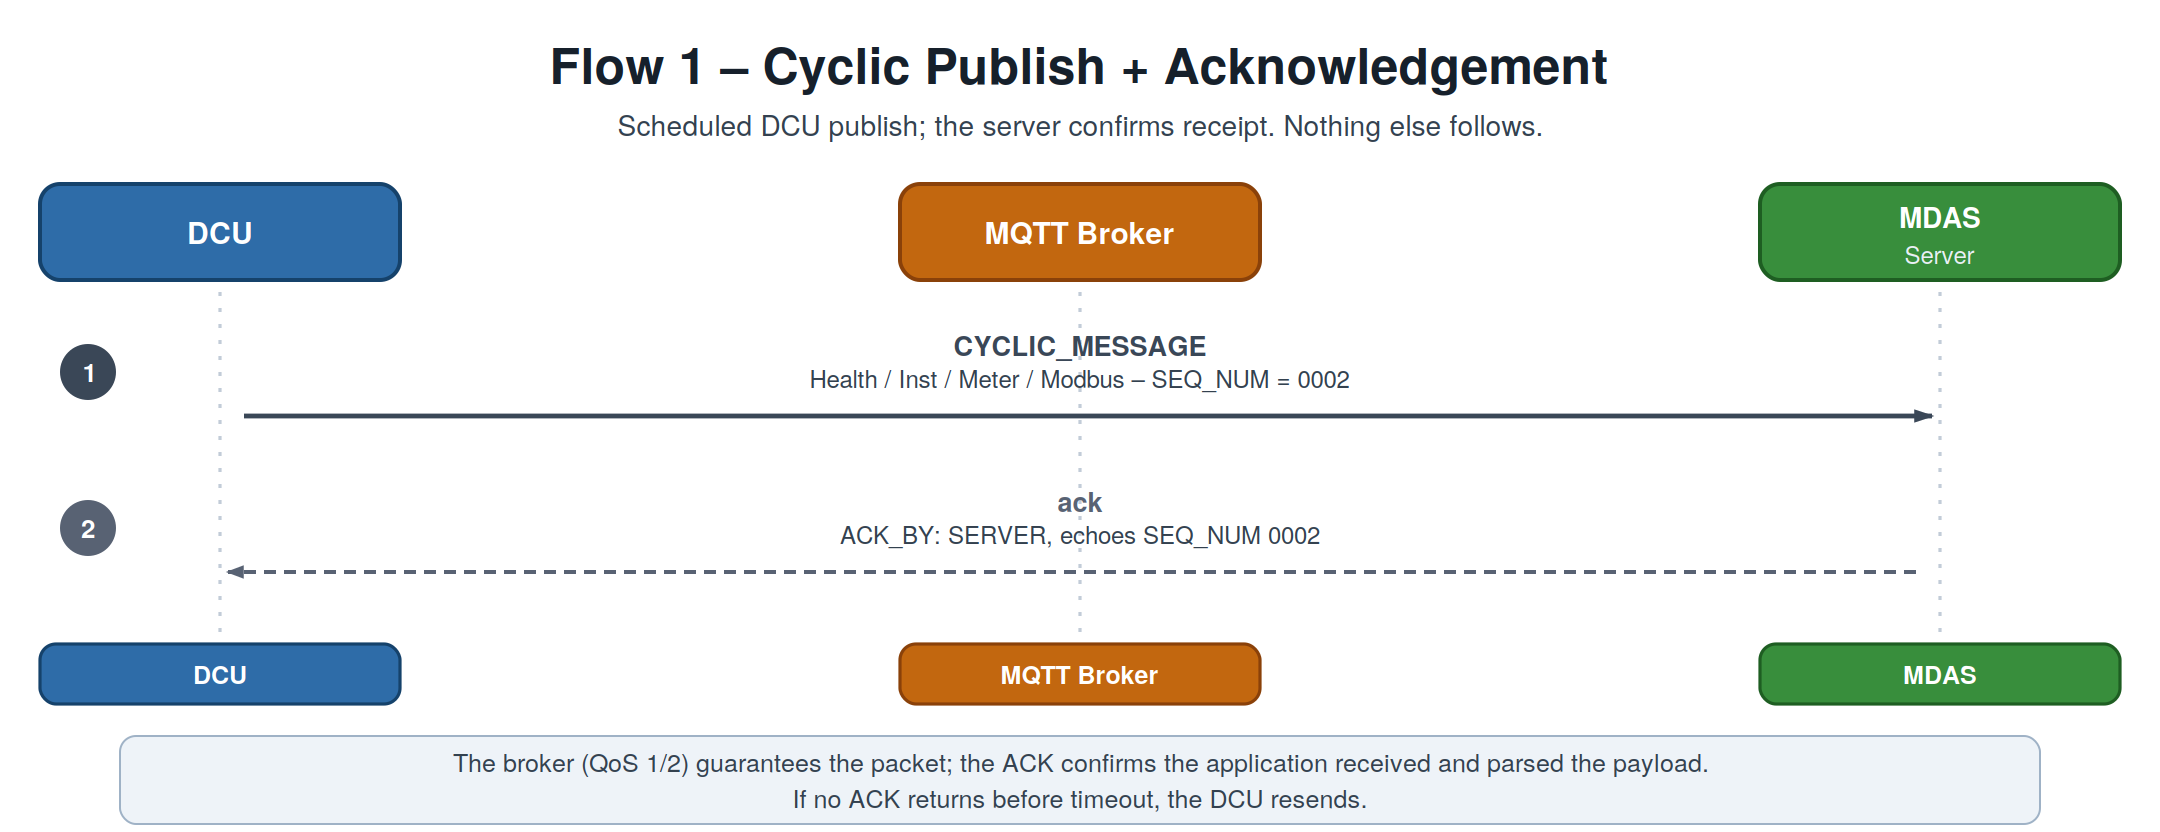 Flow 1 – Cyclic Publish + Acknowledgement
Scheduled DCU publish; the server confirms receipt. Nothing else follows.
DCU
MQTT Broker
MDAS
Server
1
CYCLIC_MESSAGE
Health / Inst / Meter / Modbus – SEQ_NUM = 0002
2
ack
ACK_BY: SERVER, echoes SEQ_NUM 0002
DCU
MQTT Broker
MDAS
The broker (QoS 1/2) guarantees the packet; the ACK confirms the application received and parsed the payload.
If no ACK returns before timeout, the DCU resends.